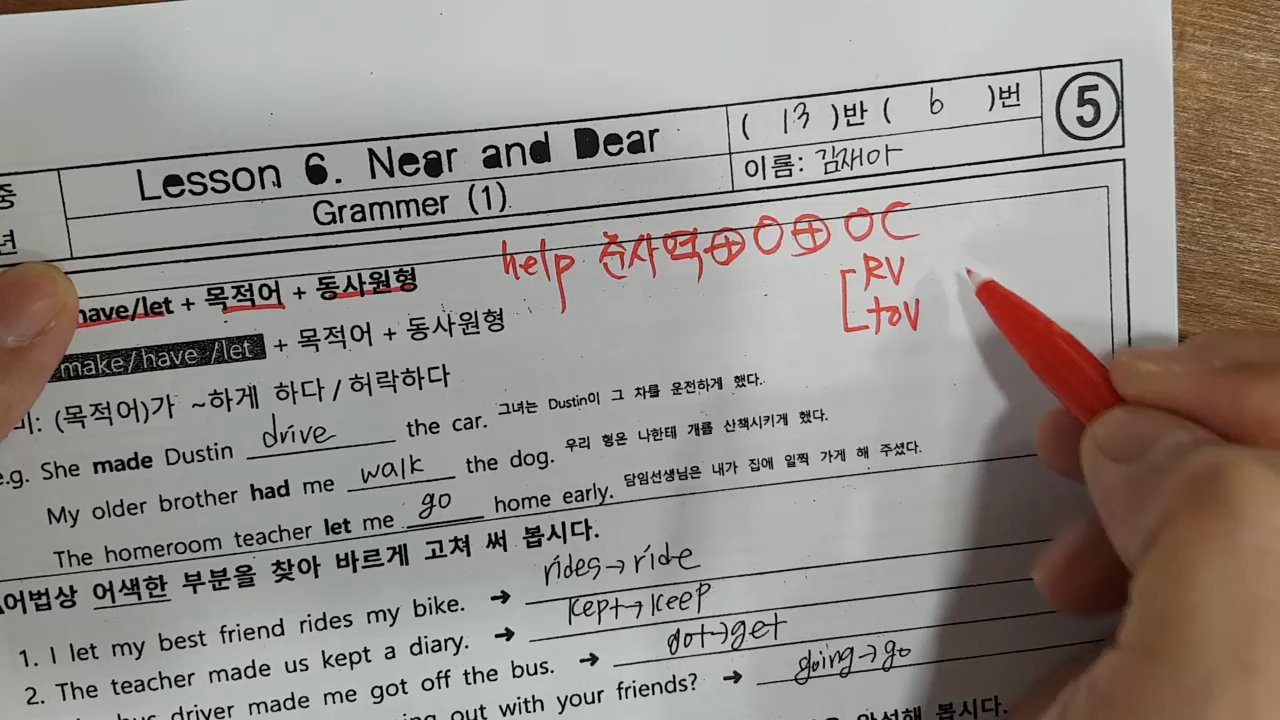 중 Lesson 6. Near and Dear ( 13 )반 ( 6 )번 ⑤
년 Grammer (1) 이름: 김재아
help 준사역⊕O⊕OC
RV
toV
have/let + 목적어 + 동사원형
make/have /let + 목적어 + 동사원형
(목적어)가 ~하게 하다 / 허락하다
e.g. She made Dustin drive the car. 그녀는 Dustin이 그 차를 운전하게 했다.
My older brother had me walk the dog. 우리 형은 나한테 개를 산책시키게 했다.
The homeroom teacher let me go home early. 담임선생님은 내가 집에 일찍 가게 해 주셨다.
어법상 어색한 부분을 찾아 바르게 고쳐 써 봅시다.
1. I let my best friend rides my bike. ➜ rides→ride
2. The teacher made us kept a diary. ➜ kept→keep
bus driver made me got off the bus. ➜ got→get
out with your friends? ➜ going→go
봅시다.